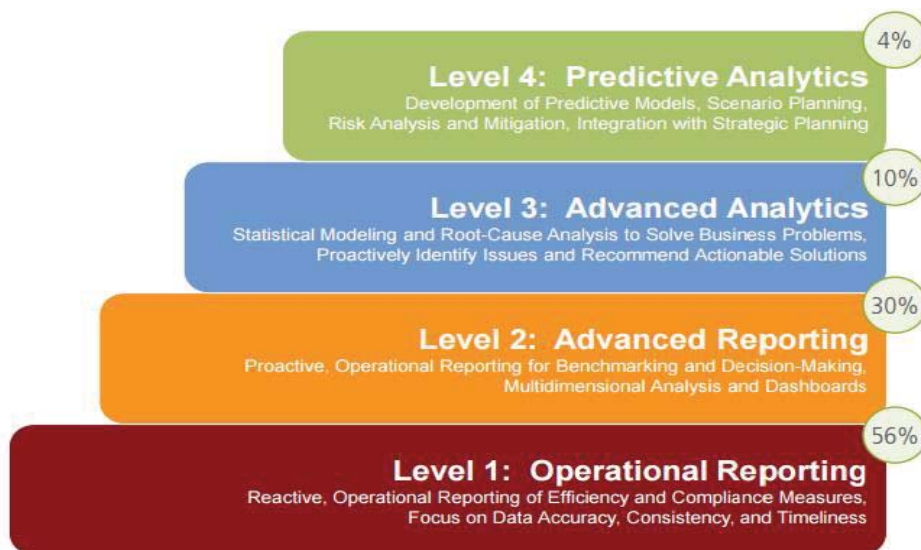 4%
Level 4: Predictive Analytics
Development of Predictive Models, Scenario Planning,
Risk Analysis and Mitigation, Integration with Strategic Planning
10%
Level 3: Advanced Analytics
Statistical Modeling and Root-Cause Analysis to Solve Business Problems,
Proactively Identify Issues and Recommend Actionable Solutions
30%
Level 2: Advanced Reporting
Proactive, Operational Reporting for Benchmarking and Decision-Making,
Multidimensional Analysis and Dashboards
56%
Level 1: Operational Reporting
Reactive, Operational Reporting of Efficiency and Compliance Measures,
Focus on Data Accuracy, Consistency, and Timeliness